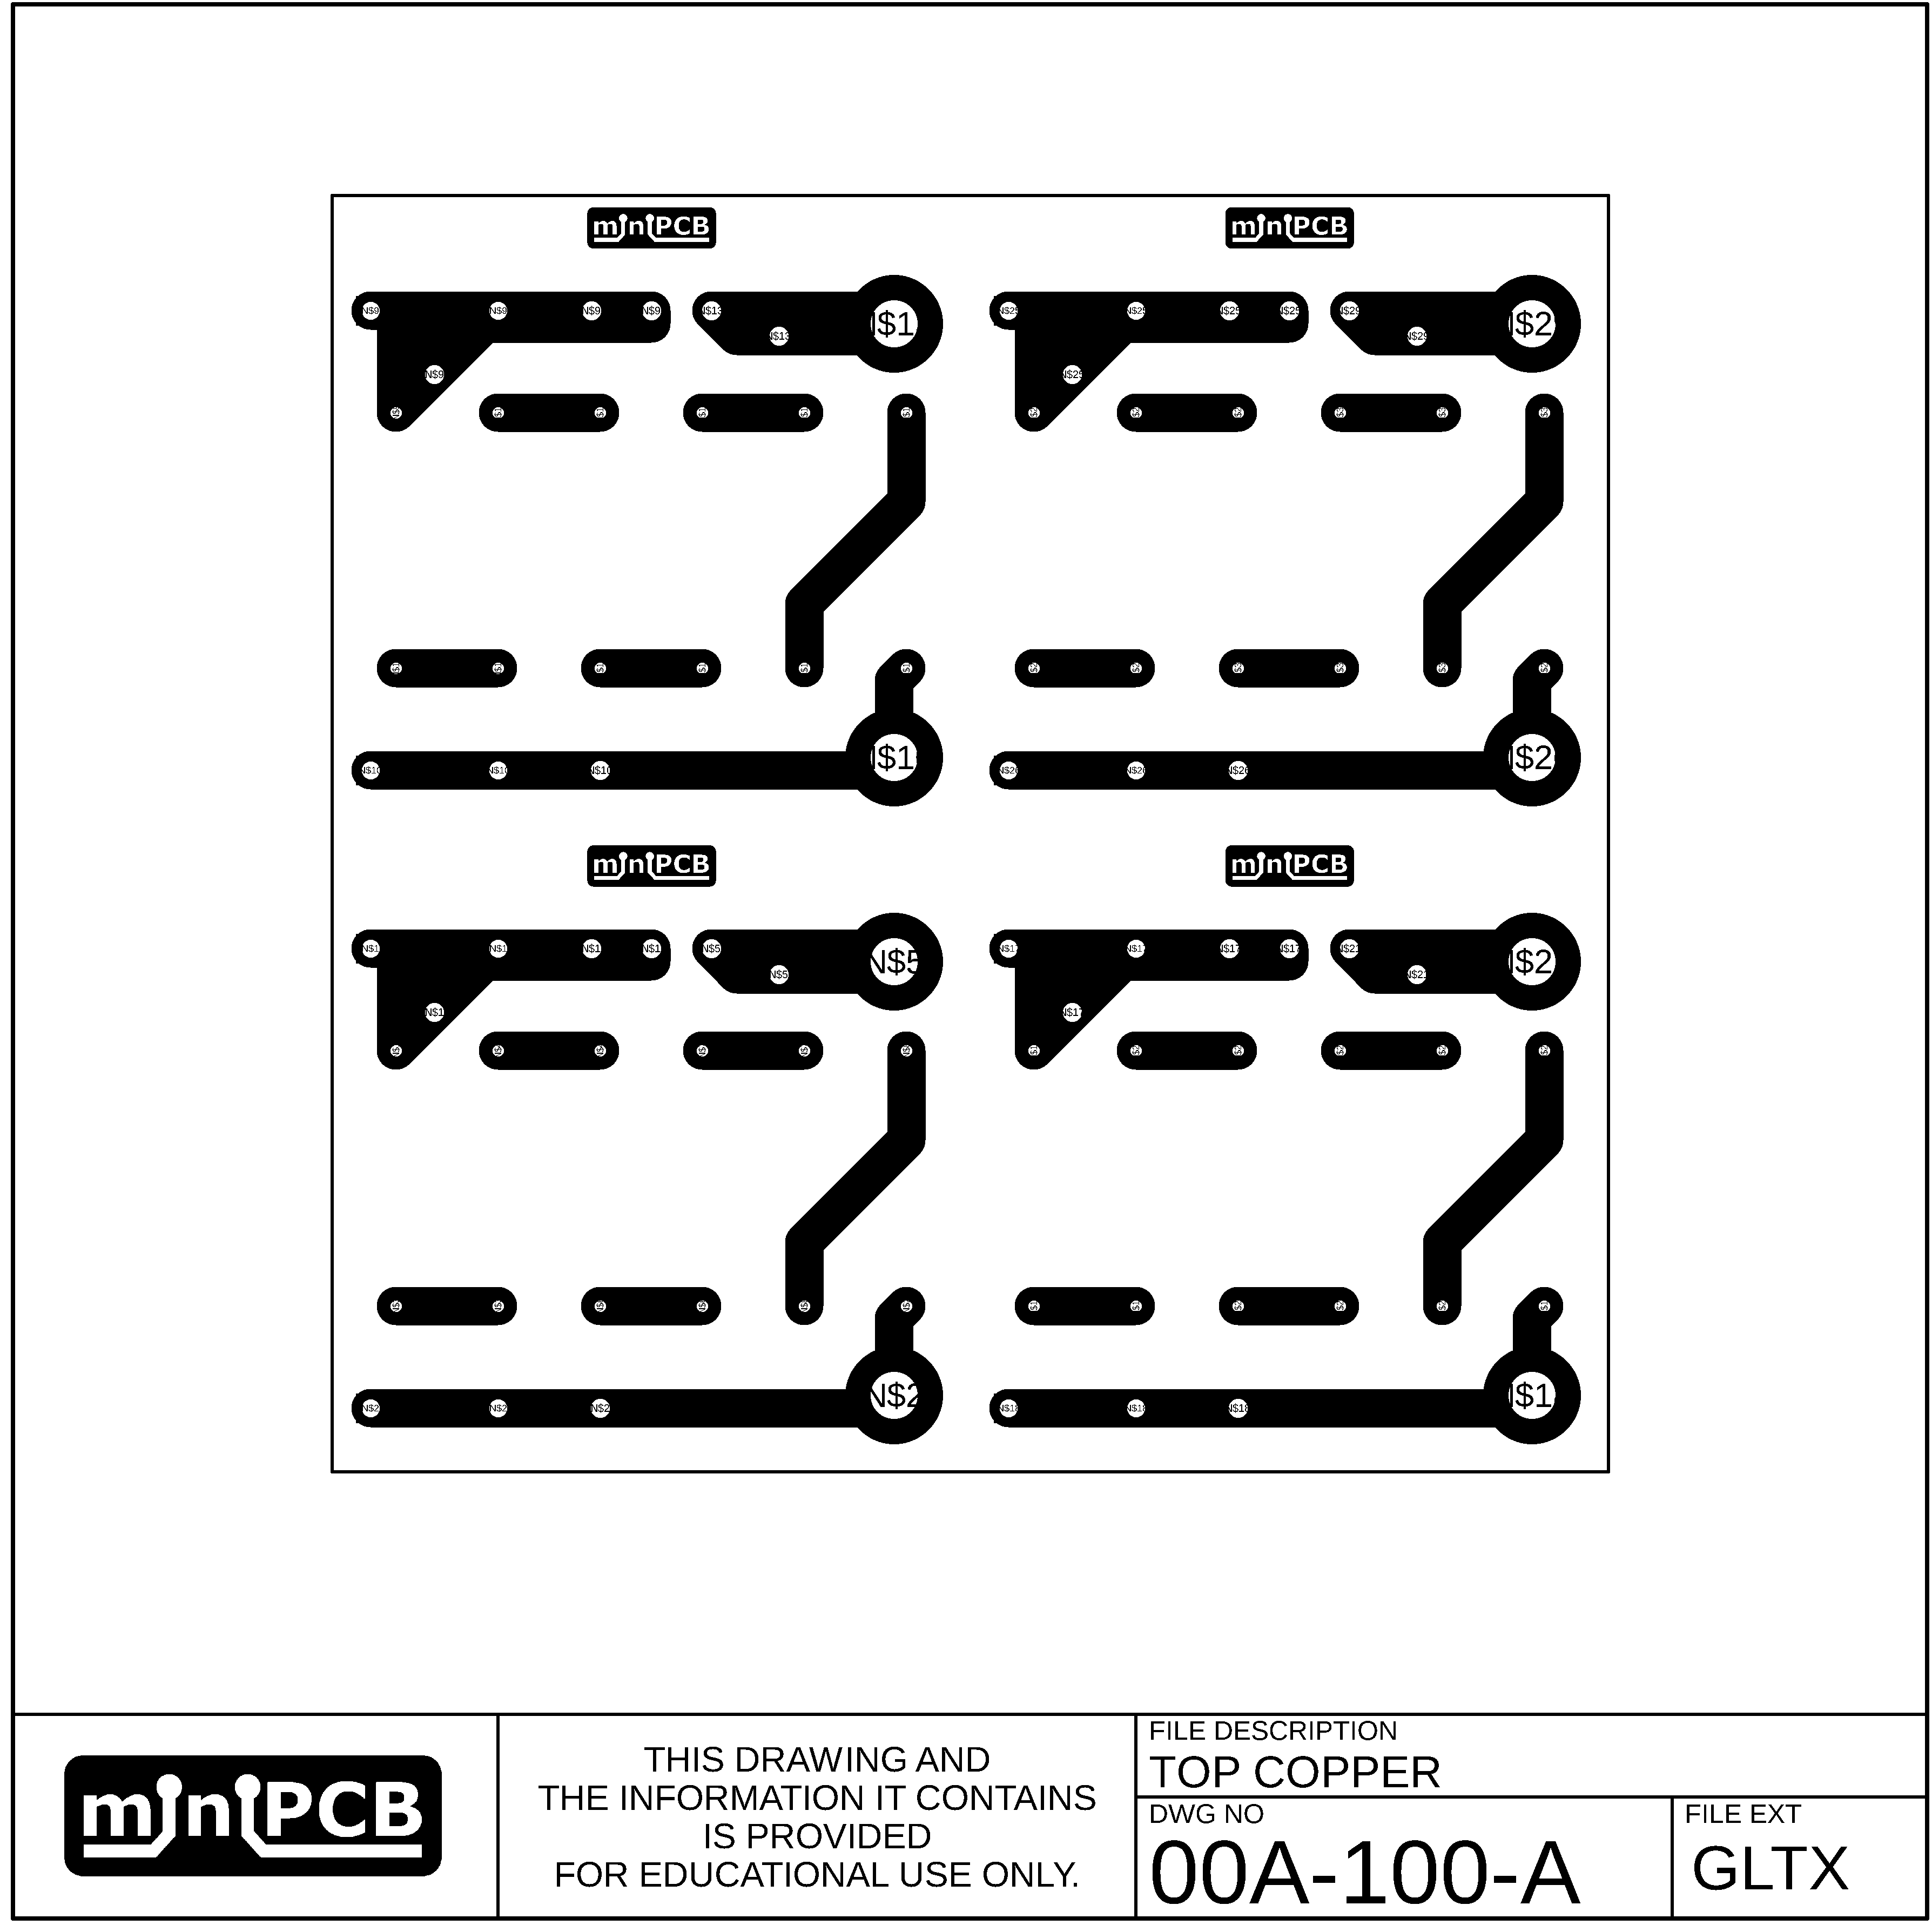 miniPCB miniPCB
N$9 N$9 N$9 N$9 N$13 N$25 N$25 N$25 N$25 N$29
N$13 $1 N$29 $2
N$9 N$25
$1 $2
N$10 N$10 N$10 N$26 N$26 N$26
miniPCB miniPCB
N$1 N$1 N$1 N$1 N$5 N$17 N$17 N$17 N$17 N$21
N$5 N$5 N$21 $2
N$1 N$17
N$2 $1
N$2 N$2 N$2 N$18 N$18 N$18
miniPCB
THIS DRAWING AND
THE INFORMATION IT CONTAINS
IS PROVIDED
FOR EDUCATIONAL USE ONLY.
FILE DESCRIPTION
TOP COPPER
DWG NO
00A-100-A
FILE EXT
GLTX